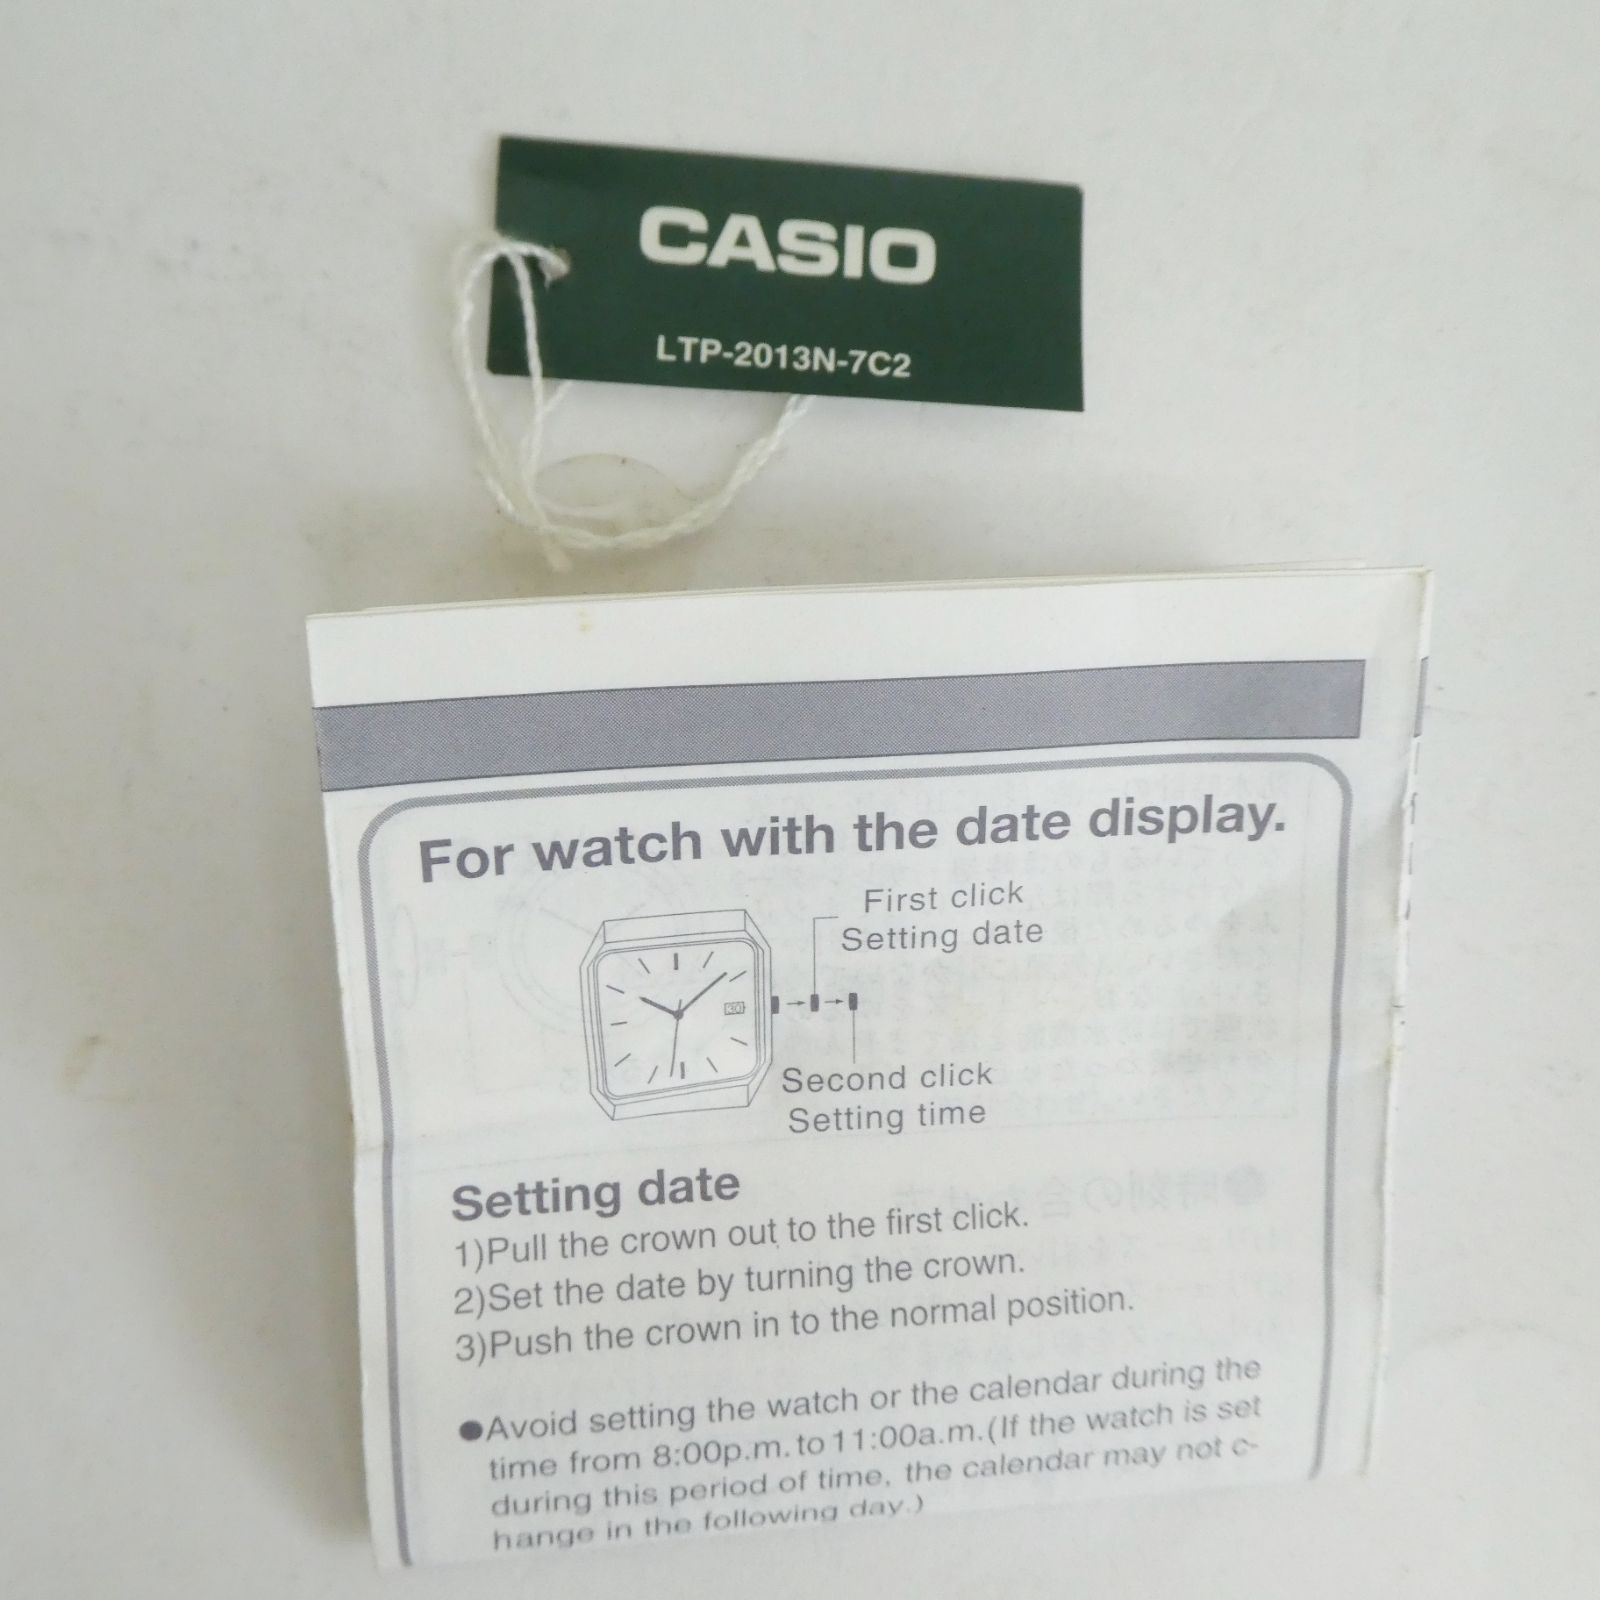 CASIO
LTP-2013N-7C2
For watch with the date display.
First click
Setting date
30
Second click
Setting time
Setting date
1)Pull the crown out to the first click.
2)Set the date by turning the crown.
3)Push the crown in to the normal position.
●Avoid setting the watch or the calendar during the
time from 8:00p.m. to 11:00a.m.(If the watch is set
during this period of time, the calendar may not c-
hange in the following day.)